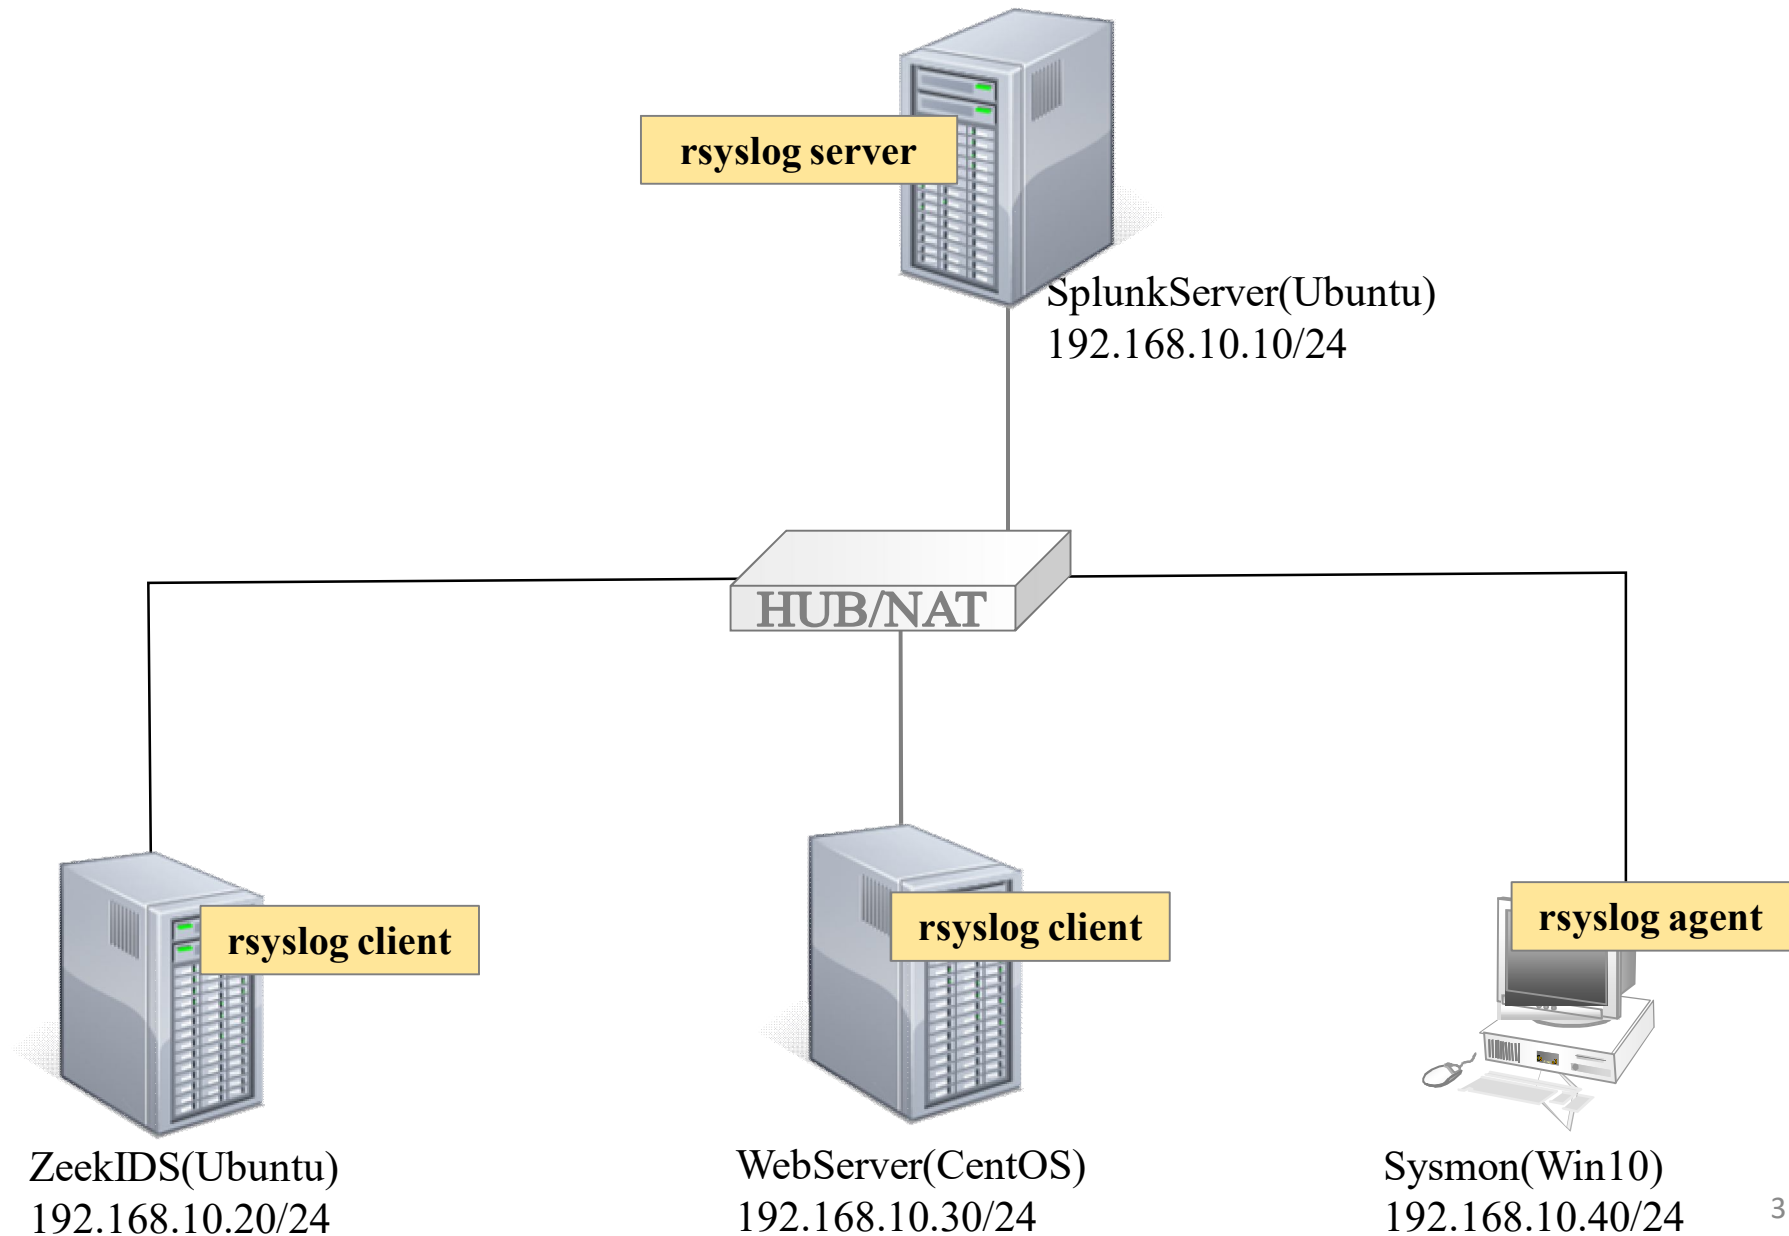 rsyslog server
SplunkServer(Ubuntu)
192.168.10.10/24
HUB/NAT
rsyslog client
rsyslog client
rsyslog agent
ZeekIDS(Ubuntu)
192.168.10.20/24
WebServer(CentOS)
192.168.10.30/24
Sysmon(Win10)
192.168.10.40/24
3